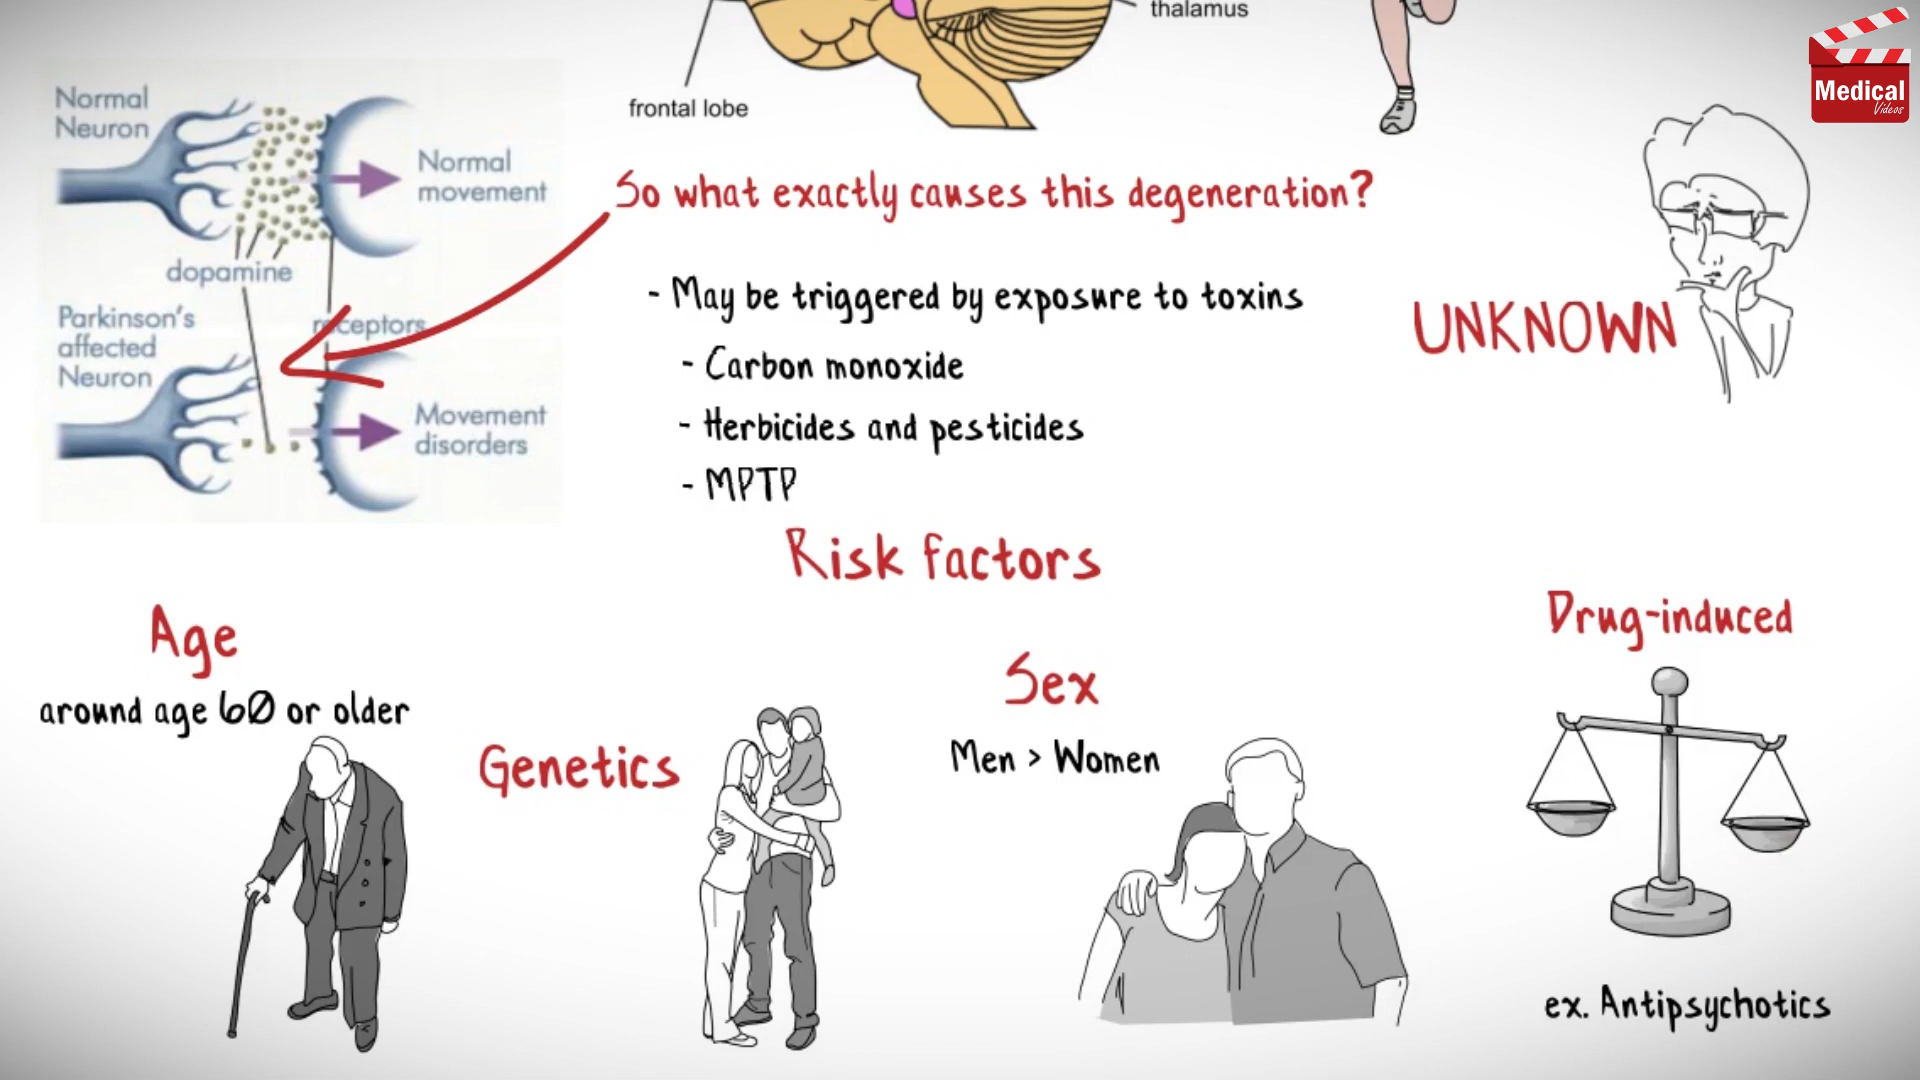 thalamus
frontal lobe
Medical
Videos
Normal
Neuron
Normal
movement
dopamine
Parkinson's
affected
Neuron
receptors
Movement
disorders
So what exactly causes this degeneration?
- May be triggered by exposure to toxins
- Carbon monoxide
- Herbicides and pesticides
- MPTP
UNKNOWN
Risk factors
Age
around age 60 or older
Genetics
Sex
Men > Women
Drug-induced
ex. Antipsychotics